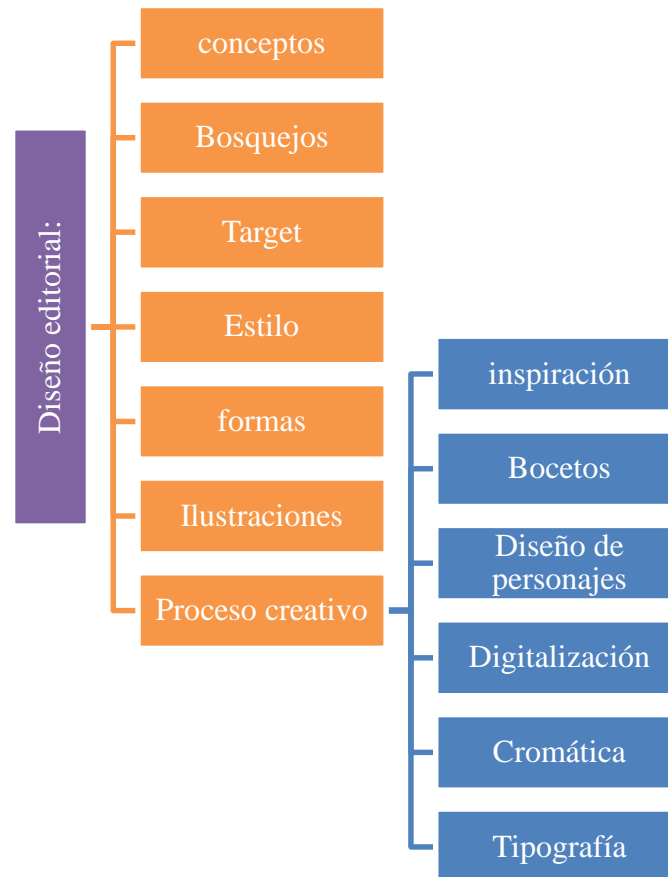 Diseño editorial:
conceptos
Bosquejos
Target
Estilo
formas
Ilustraciones
Proceso creativo
inspiración
Bocetos
Diseño de
personajes
Digitalización
Cromática
Tipografía